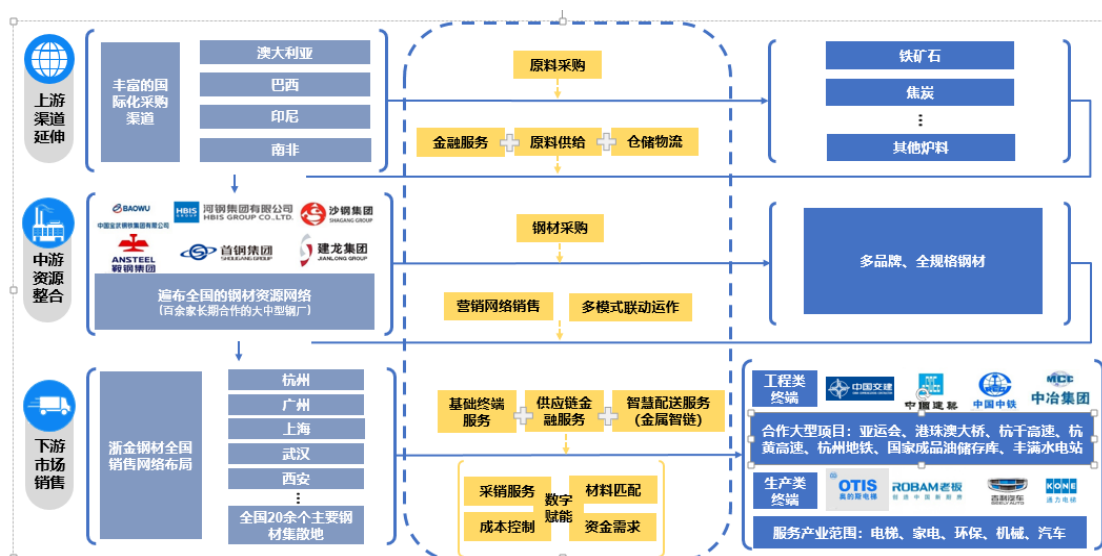 上游
渠道
延伸
丰富的国
际化采购
渠道
澳大利亚
巴西
印尼
南非
原料采购
金融服务
原料供给
仓储物流
铁矿石
焦炭
⋮
其他炉料
中游
资源
整合
BAOWU
中国宝武钢铁集团有限公司
HBIS
河钢集团有限公司
HBIS GROUP CO.,LTD.
沙钢集团
SHAGANG GROUP
ANSTEEL
鞍钢集团
首钢集团
SHOUGANG GROUP
建龙集团
JIANLONG GROUP
遍布全国的钢材资源网络
(百余家长期合作的大中型钢厂)
钢材采购
营销网络销售
多模式联动运作
多品牌、全规格钢材
下游
市场
销售
浙金钢材全国
销售网络布局
杭州
广州
上海
武汉
西安
⋮
全国20余个主要钢
材集散地
基础终端
服务
供应链金
融服务
智慧配送服务
(金属智链)
采销服务
成本控制
数字
赋能
材料匹配
资金需求
工程类
终端
中国交建
中国建筑
中国中铁
MCC
中冶集团
合作大型项目：亚运会、港珠澳大桥、杭千高速、杭
黄高速、杭州地铁、国家成品油储存库、丰满水电站
生产类
终端
OTIS
奥的斯电梯
ROBAM老板
吉利汽车
GEELY AUTO
KONE
通力电梯
服务产业范围：电梯、家电、环保、机械、汽车